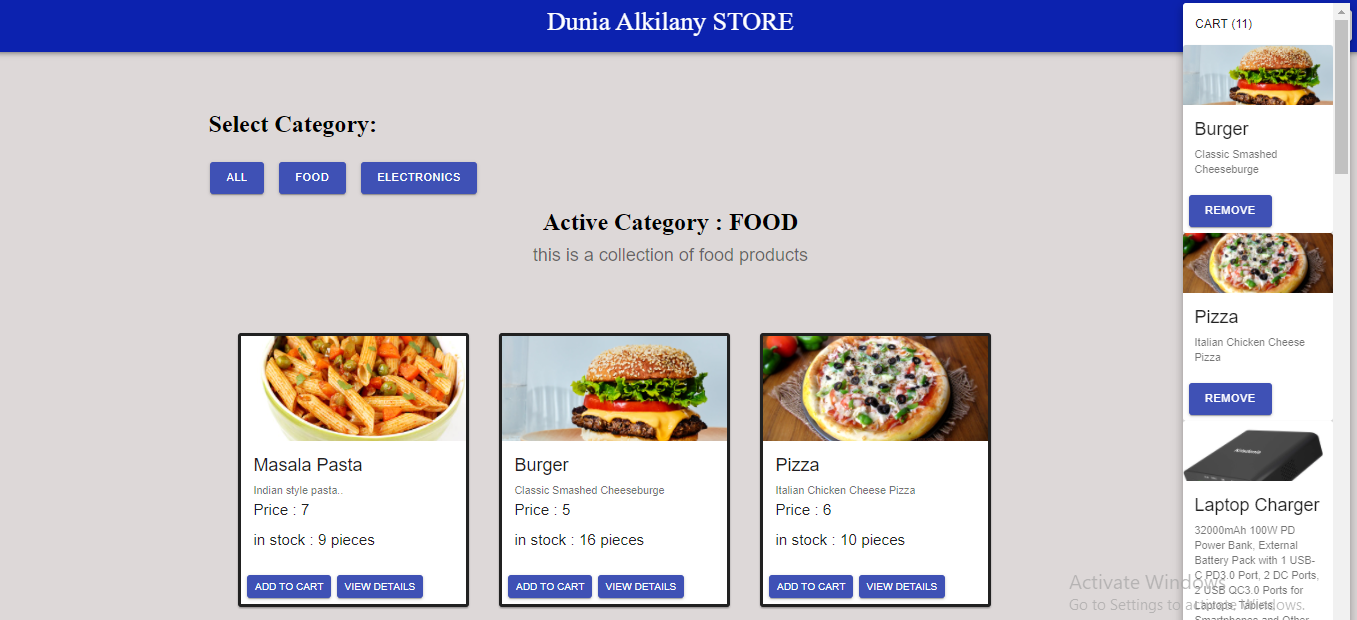 Dunia Alkilany STORE
CART (11)
Select Category:
ALL
FOOD
ELECTRONICS
Active Category : FOOD
this is a collection of food products
Masala Pasta
Indian style pasta..
Price : 7
in stock : 9 pieces
ADD TO CART
VIEW DETAILS
Burger
Classic Smashed Cheeseburge
Price : 5
in stock : 16 pieces
ADD TO CART
VIEW DETAILS
Pizza
Italian Chicken Cheese Pizza
Price : 6
in stock : 10 pieces
ADD TO CART
VIEW DETAILS
Burger
Classic Smashed
Cheeseburge
REMOVE
Pizza
Italian Chicken Cheese
Pizza
REMOVE
Laptop Charger
32000mAh 100W PD
Power Bank, External
Battery Pack with 1 USB-
C PD3.0 Port, 2 DC Ports,
2 USB QC3.0 Ports for
Laptops, Tablets,
Smartphones and Other
Activate Windows
Go to Settings to activate Windows.